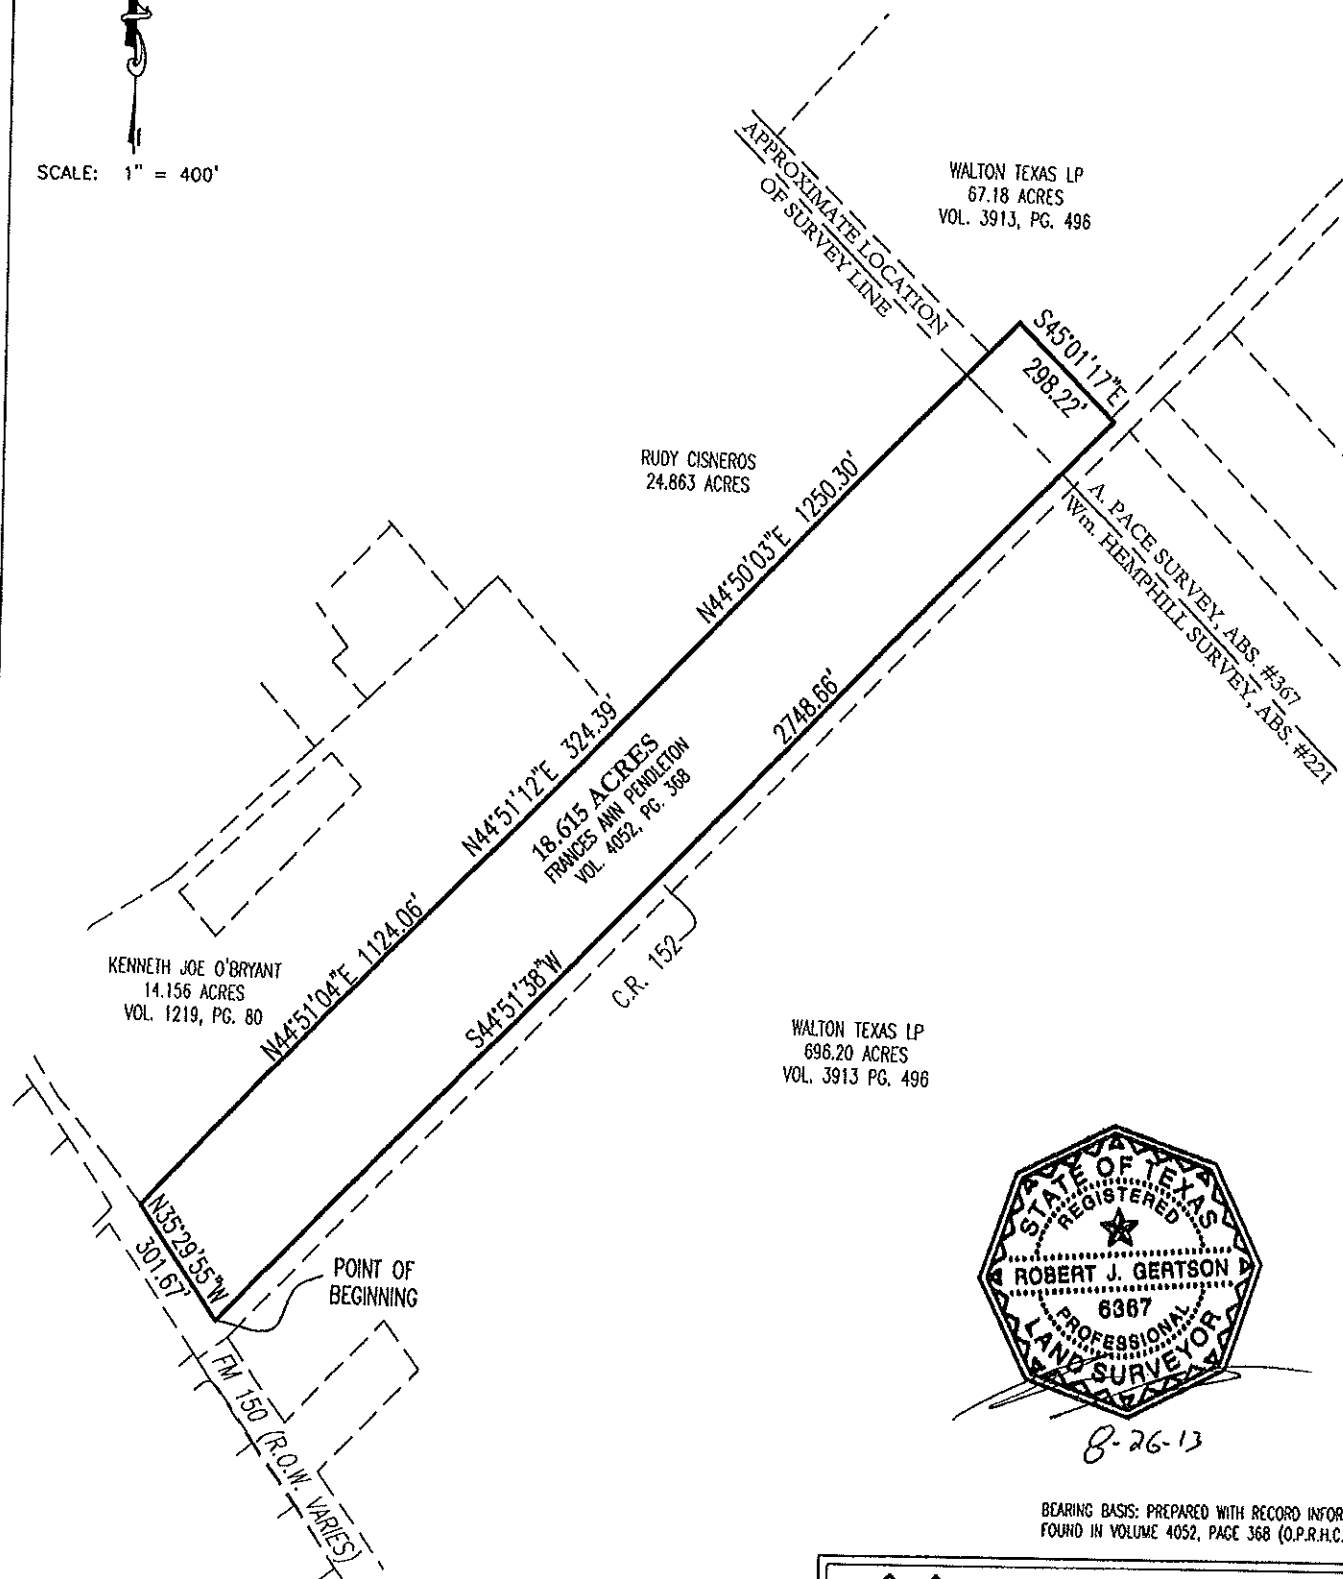 SCALE: 1" = 400'
WALTON TEXAS LP
67.18 ACRES
VOL. 3913, PG. 496
APPROXIMATE LOCATION
OF SURVEY LINE
S45°01'17"E
298.22'
RUDY CISNEROS
24.863 ACRES
N44°50'03"E 1250.30'
A. PACE SURVEY, ABS. #367
Wm. HEMPHILL SURVEY, ABS. #221
N44°51'12"E 324.39'
2748.66'
18.615 ACRES
FRANCES ANN PENDLETON
VOL. 4052, PG. 368
N44°51'04"E 1124.06'
S44°51'38"W
C.R. 152
KENNETH JOE O'BRYANT
14.156 ACRES
VOL. 1219, PG. 80
WALTON TEXAS LP
696.20 ACRES
VOL. 3913 PG. 496
N35°29'55"W
301.67'
POINT OF
BEGINNING
FM 150 (R.O.W. VARIES)
STATE OF TEXAS
REGISTERED
ROBERT J. GERTSON
6367
PROFESSIONAL
LAND SURVEYOR
8-26-13
BEARING BASIS: PREPARED WITH RECORD INFOR
FOUND IN VOLUME 4052, PAGE 368 (O.P.R.H.C.